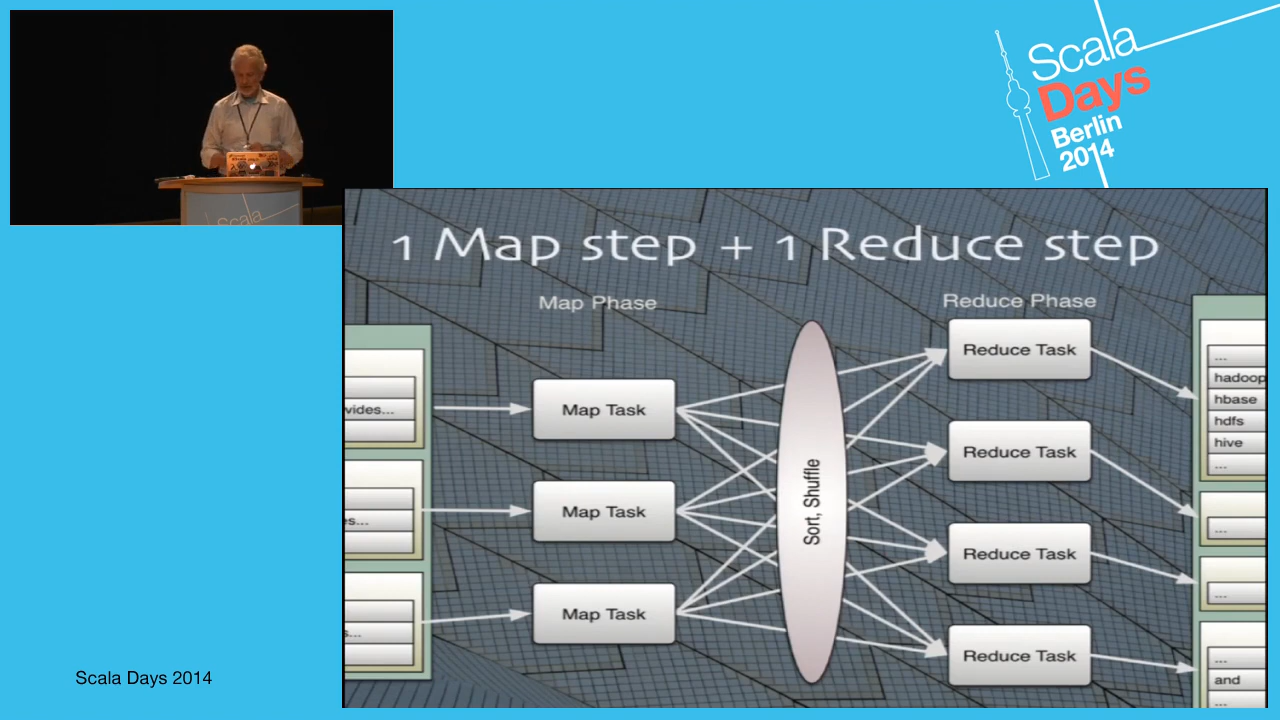 Scala
Days
Berlin
2014
Scala
1 Map step + 1 Reduce step
Map Phase
Reduce Phase
vides...
s...
s...
Map Task
Map Task
Map Task
Sort, Shuffle
Reduce Task
Reduce Task
Reduce Task
Reduce Task
...
hadoop
hbase
hdfs
hive
...
...
...
...
and
...
Scala Days 2014